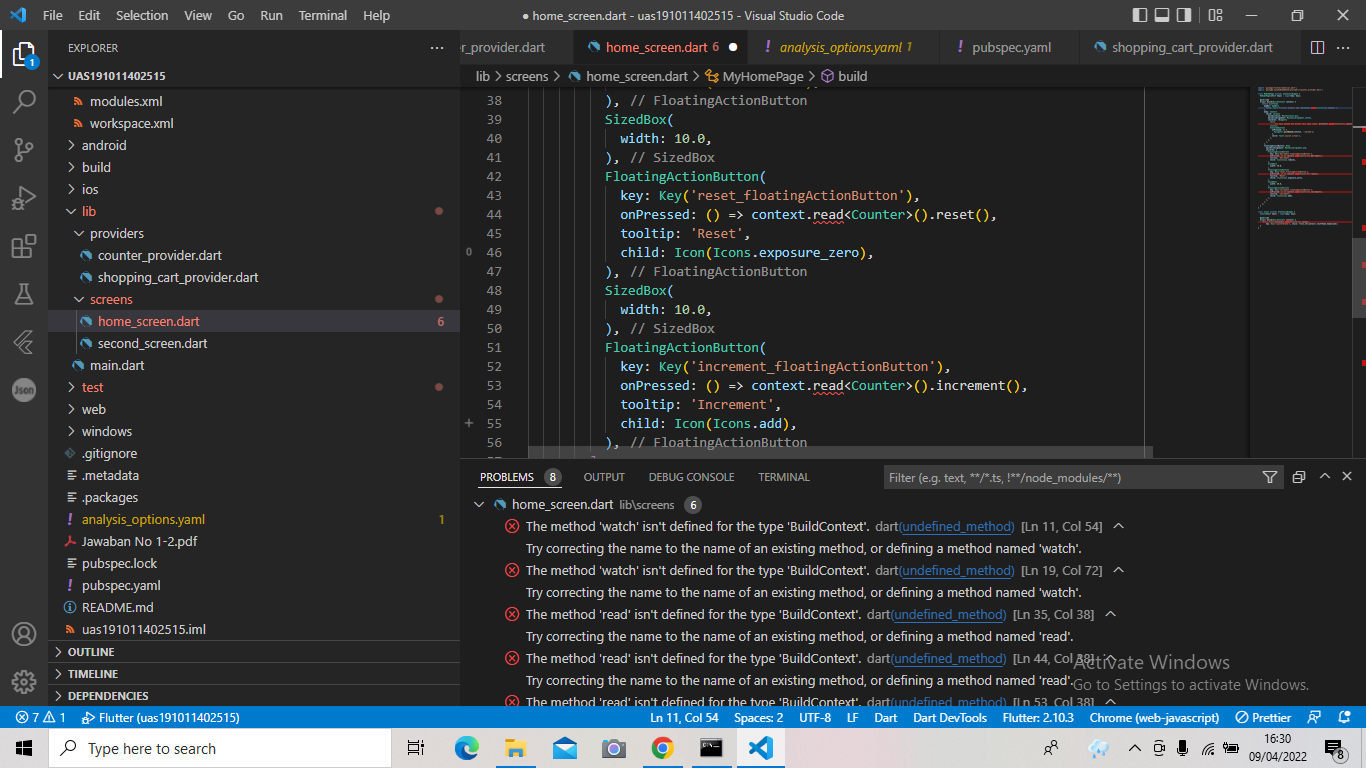 File Edit Selection View Go Run Terminal Help
● home_screen.dart - uas191011402515 - Visual Studio Code
EXPLORER
UAS191011402515
modules.xml
workspace.xml
android
build
ios
lib
providers
counter_provider.dart
shopping_cart_provider.dart
screens
home_screen.dart 6
second_screen.dart
main.dart
test
web
windows
.gitignore
.metadata
.packages
analysis_options.yaml 1
Jawaban No 1-2.pdf
pubspec.lock
pubspec.yaml
README.md
uas191011402515.iml
OUTLINE
TIMELINE
DEPENDENCIES
1
Json
er_provider.dart home_screen.dart 6 ● ! analysis_options.yaml 1 ! pubspec.yaml shopping_cart_provider.dart
lib > screens > home_screen.dart > MyHomePage > build
38 ), // FloatingActionButton
39 SizedBox(
40 width: 10.0,
41 ), // SizedBox
42 FloatingActionButton(
43 key: Key('reset_floatingActionButton'),
44 onPressed: () => context.read<Counter>().reset(),
45 tooltip: 'Reset',
46 child: Icon(Icons.exposure_zero),
47 ), // FloatingActionButton
48 SizedBox(
49 width: 10.0,
50 ), // SizedBox
51 FloatingActionButton(
52 key: Key('increment_floatingActionButton'),
53 onPressed: () => context.read<Counter>().increment(),
54 tooltip: 'Increment',
55 child: Icon(Icons.add),
56 ), // FloatingActionButton
PROBLEMS 8 OUTPUT DEBUG CONSOLE TERMINAL Filter (e.g. text, **/*.ts, !**/node_modules/**)
home_screen.dart lib\screens 6
The method 'watch' isn't defined for the type 'BuildContext'. dart(undefined_method) [Ln 11, Col 54]
Try correcting the name to the name of an existing method, or defining a method named 'watch'.
The method 'watch' isn't defined for the type 'BuildContext'. dart(undefined_method) [Ln 19, Col 72]
Try correcting the name to the name of an existing method, or defining a method named 'watch'.
The method 'read' isn't defined for the type 'BuildContext'. dart(undefined_method) [Ln 35, Col 38]
Try correcting the name to the name of an existing method, or defining a method named 'read'.
The method 'read' isn't defined for the type 'BuildContext'. dart(undefined_method) [Ln 44, Col 38]
Try correcting the name to the name of an existing method, or defining a method named 'read'.
The method 'read' isn't defined for the type 'BuildContext'. dart(undefined_method) [Ln 53, Col 38]
Activate Windows
Go to Settings to activate Windows.
7 1 Flutter (uas191011402515) Ln 11, Col 54 Spaces: 2 UTF-8 LF Dart Dart DevTools Flutter: 2.10.3 Chrome (web-javascript) Prettier
Type here to search
16:30
09/04/2022
8